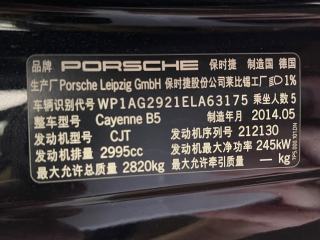 品牌 PORSCHE 保时捷 制造国 德国
生产厂 Porsche Leipzig GmbH 保时捷股份公司莱比锡工厂 1%
车辆识别代号 WP1AG2921ELA63175 乘坐人数 5
整车型号 Cayenne B5 制造年月 2014.05
发动机型号 CJT 发动机序列号 212130
发动机排量 2995cc 发动机最大净功率 245kW
最大允许总质量 2820kg 最大允许牵引质量 — kg